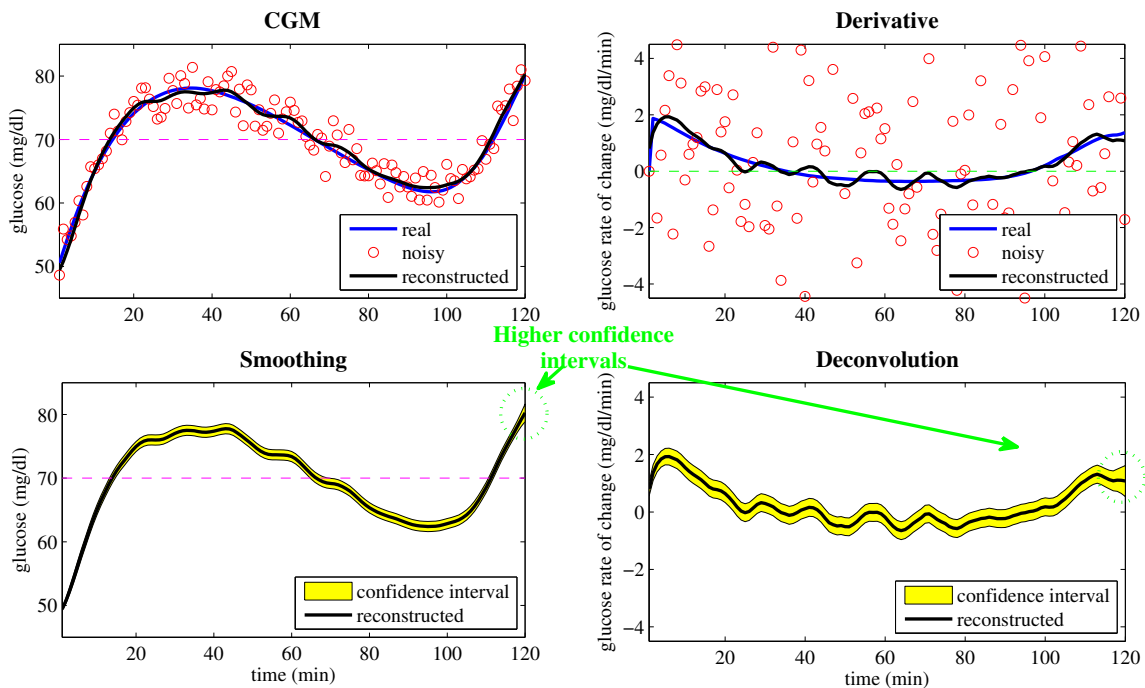 CGM
glucose (mg/dl)
80
70
60
50
real
noisy
reconstructed
20
40
60
80
100
120
Derivative
glucose rate of change (mg/dl/min)
4
2
0
−2
−4
real
noisy
reconstructed
20
40
60
80
100
120
Higher confidence
intervals
Smoothing
glucose (mg/dl)
80
70
60
50
confidence interval
reconstructed
20
40
60
80
100
120
time (min)
Deconvolution
glucose rate of change (mg/dl/min)
4
2
0
−2
−4
confidence interval
reconstructed
20
40
60
80
100
120
time (min)